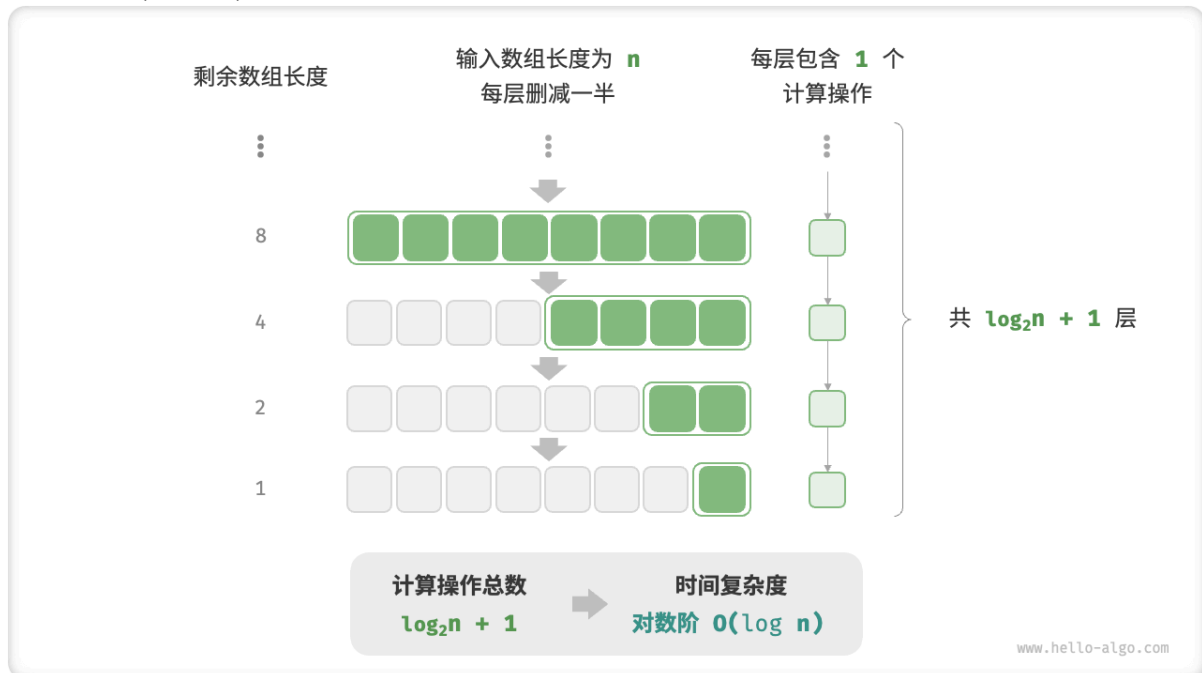 剩余数组长度
输入数组长度为 n
每层删减一半
每层包含 1 个
计算操作
8
4
2
1
共 log₂n + 1 层
计算操作总数
log₂n + 1
时间复杂度
对数阶 O(log n)
www.hello-algo.com